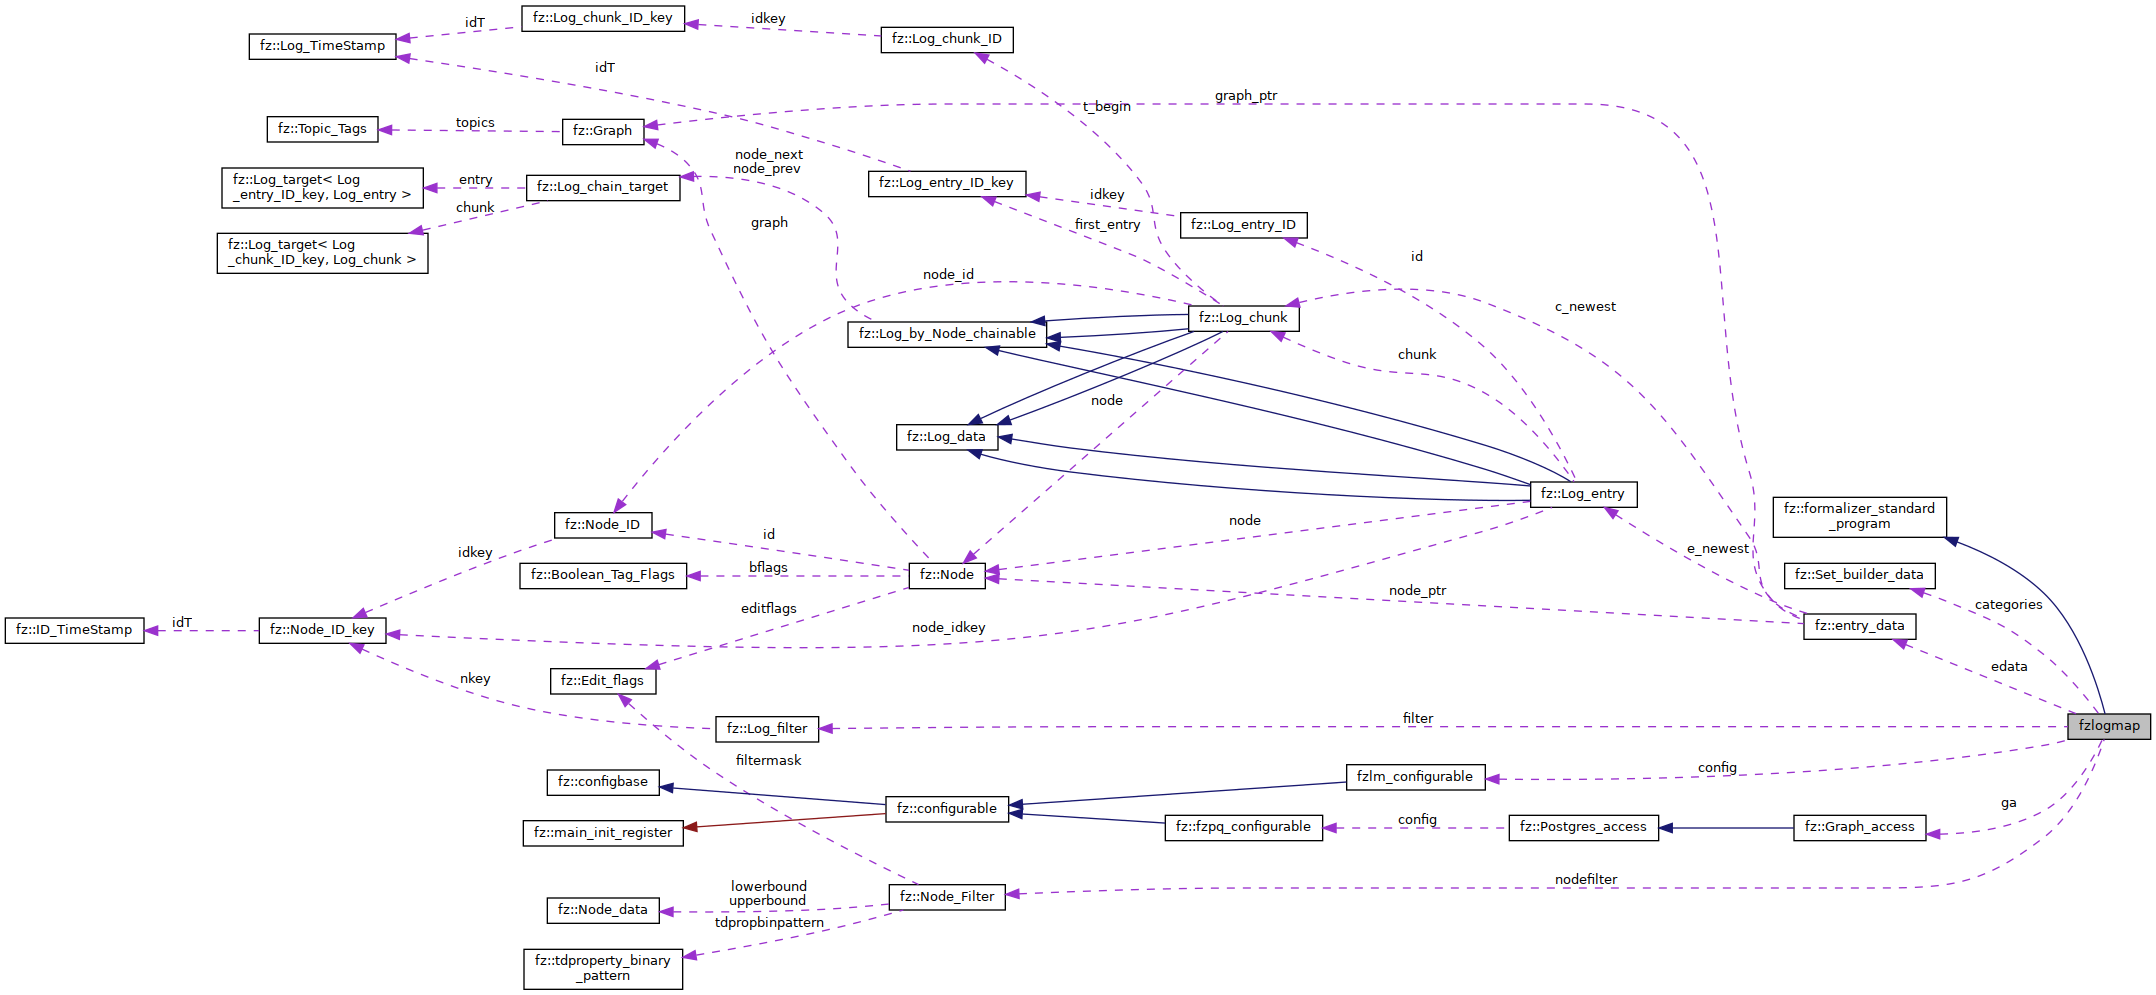 fz::Log_chunk_ID_key
idT
idkey
fz::Log_TimeStamp
fz::Log_chunk_ID
idT
graph_ptr
t_begin
fz::Topic_Tags
topics
fz::Graph
node_next
node_prev
fz::Log_target< Log
_entry_ID_key, Log_entry >
entry
fz::Log_chain_target
fz::Log_entry_ID_key
idkey
chunk
graph
first_entry
fz::Log_entry_ID
fz::Log_target< Log
_chunk_ID_key, Log_chunk >
id
node_id
c_newest
fz::Log_chunk
fz::Log_by_Node_chainable
chunk
node
fz::Log_data
fz::Log_entry
fz::formalizer_standard
_program
fz::Node_ID
node
id
idkey
e_newest
fz::Boolean_Tag_Flags
bflags
fz::Node
fz::Set_builder_data
node_ptr
categories
editflags
fz::ID_TimeStamp
idT
fz::Node_ID_key
node_idkey
fz::entry_data
edata
nkey
fz::Edit_flags
fz::Log_filter
filter
fzlogmap
filtermask
config
fz::configbase
fzlm_configurable
ga
fz::configurable
fz::main_init_register
fz::fzpq_configurable
config
fz::Postgres_access
fz::Graph_access
nodefilter
lowerbound
upperbound
fz::Node_Filter
fz::Node_data
tdpropbinpattern
fz::tdproperty_binary
_pattern